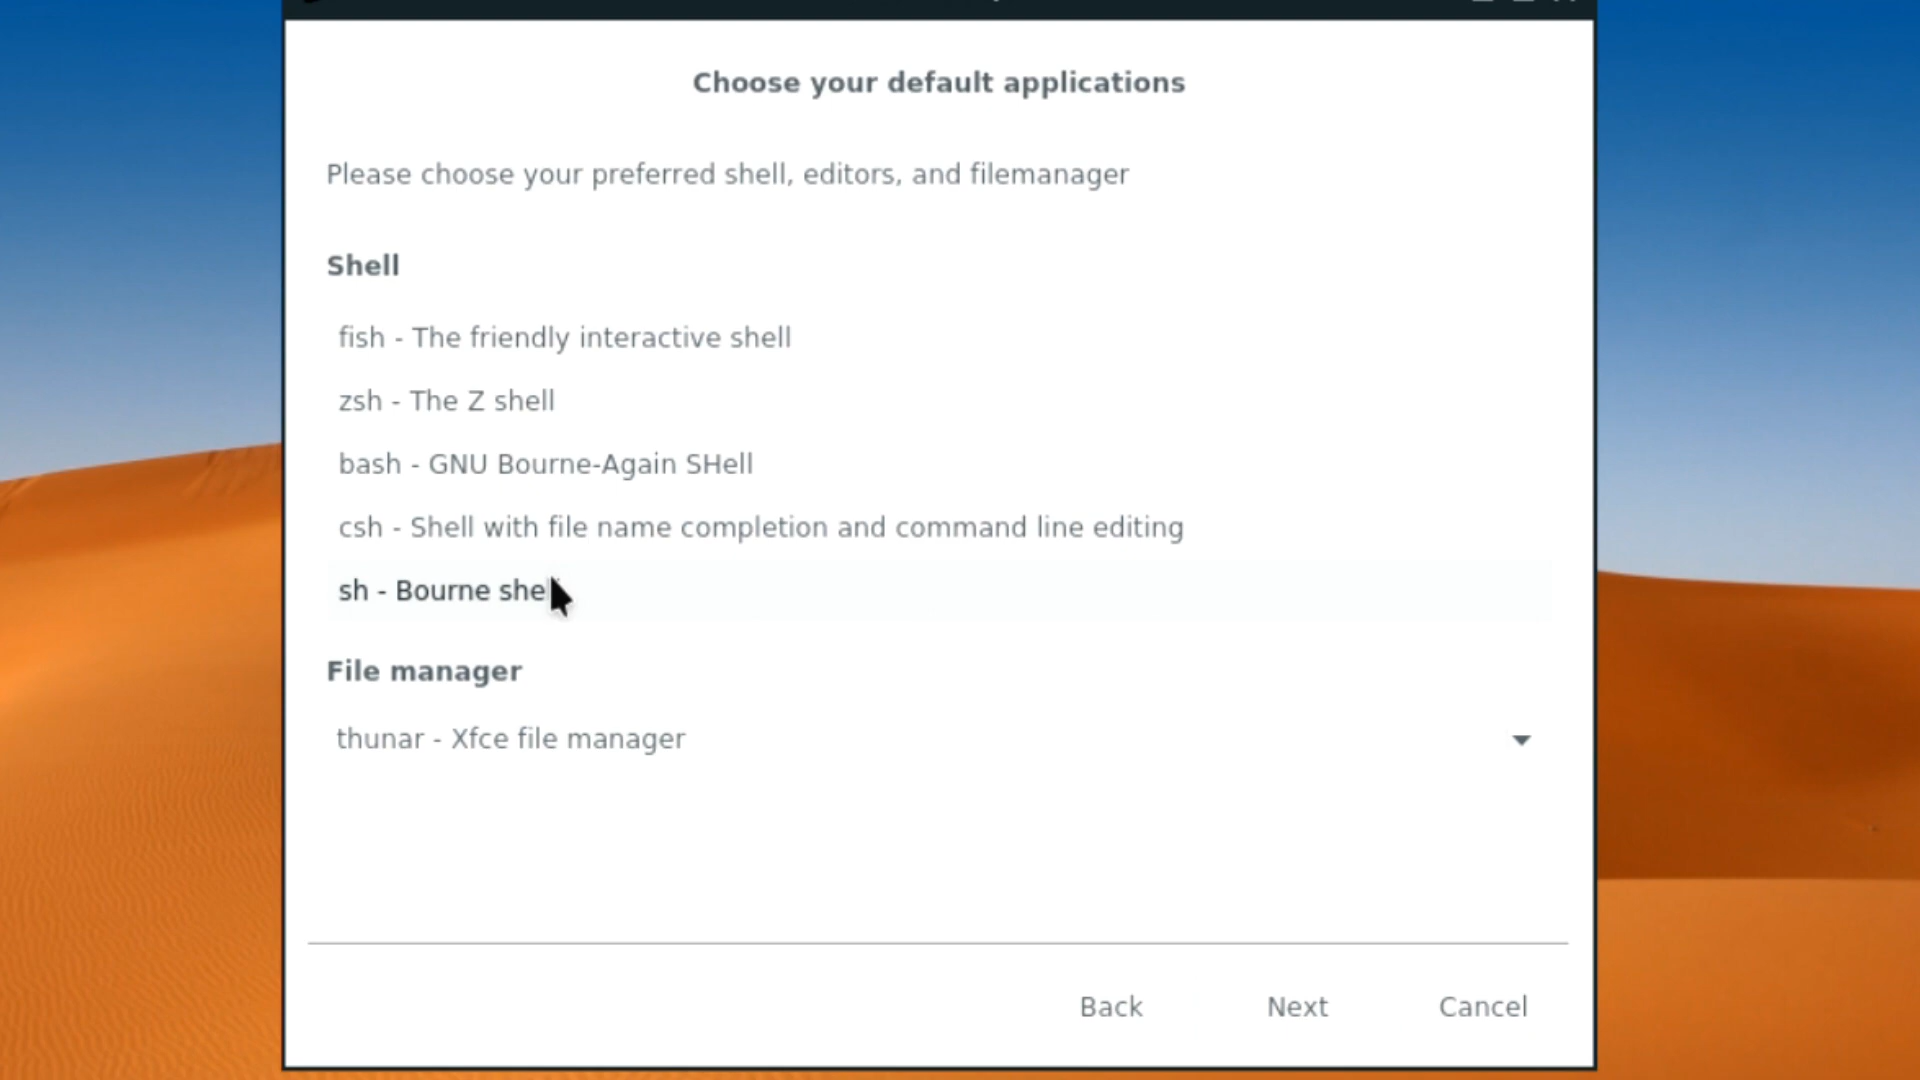 Choose your default applications
Please choose your preferred shell, editors, and filemanager
Shell
fish - The friendly interactive shell
zsh - The Z shell
bash - GNU Bourne-Again SHell
csh - Shell with file name completion and command line editing
sh - Bourne shell
File manager
thunar - Xfce file manager
Back Next Cancel